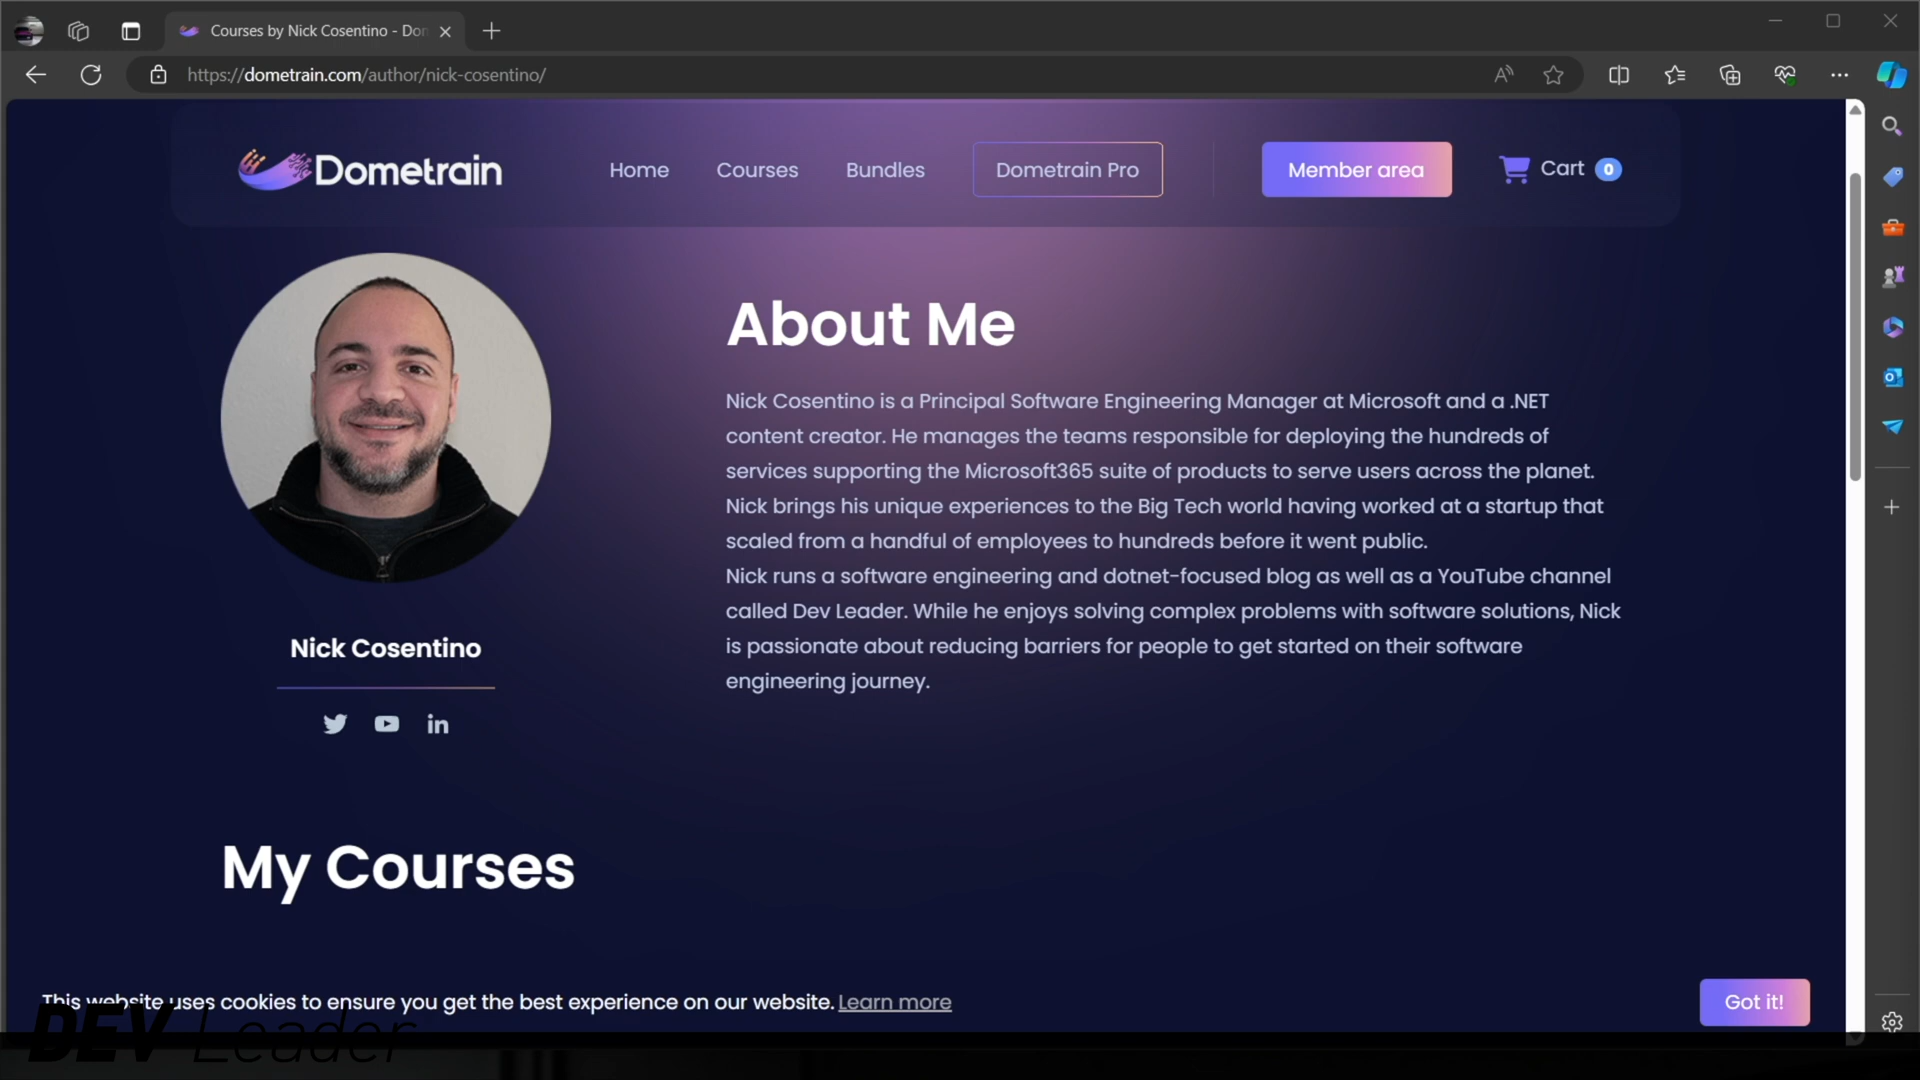 Courses by Nick Cosentino - Don
https://dometrain.com/author/nick-cosentino/
Dometrain
Home
Courses
Bundles
Dometrain Pro
Member area
Cart 0
About Me
Nick Cosentino is a Principal Software Engineering Manager at Microsoft and a .NET
content creator. He manages the teams responsible for deploying the hundreds of
services supporting the Microsoft365 suite of products to serve users across the planet.
Nick brings his unique experiences to the Big Tech world having worked at a startup that
scaled from a handful of employees to hundreds before it went public.
Nick runs a software engineering and dotnet-focused blog as well as a YouTube channel
called Dev Leader. While he enjoys solving complex problems with software solutions, Nick
is passionate about reducing barriers for people to get started on their software
engineering journey.
Nick Cosentino
My Courses
This website uses cookies to ensure you get the best experience on our website. Learn more
Got it!
DEV Leader